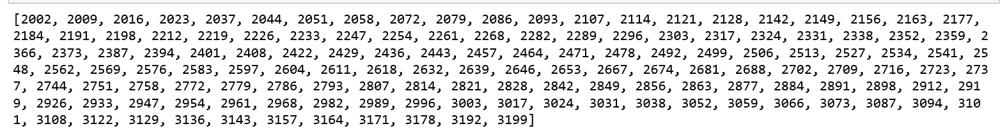 [2002, 2009, 2016, 2023, 2037, 2044, 2051, 2058, 2072, 2079, 2086, 2093, 2107, 2114, 2121, 2128, 2142, 2149, 2156, 2163, 2177,
2184, 2191, 2198, 2212, 2219, 2226, 2233, 2247, 2254, 2261, 2268, 2282, 2289, 2296, 2303, 2317, 2324, 2331, 2338, 2352, 2359, 2
366, 2373, 2387, 2394, 2401, 2408, 2422, 2429, 2436, 2443, 2457, 2464, 2471, 2478, 2492, 2499, 2506, 2513, 2527, 2534, 2541, 25
48, 2562, 2569, 2576, 2583, 2597, 2604, 2611, 2618, 2632, 2639, 2646, 2653, 2667, 2674, 2681, 2688, 2702, 2709, 2716, 2723, 273
7, 2744, 2751, 2758, 2772, 2779, 2786, 2793, 2807, 2814, 2821, 2828, 2842, 2849, 2856, 2863, 2877, 2884, 2891, 2898, 2912, 291
9, 2926, 2933, 2947, 2954, 2961, 2968, 2982, 2989, 2996, 3003, 3017, 3024, 3031, 3038, 3052, 3059, 3066, 3073, 3087, 3094, 310
1, 3108, 3122, 3129, 3136, 3143, 3157, 3164, 3171, 3178, 3192, 3199]